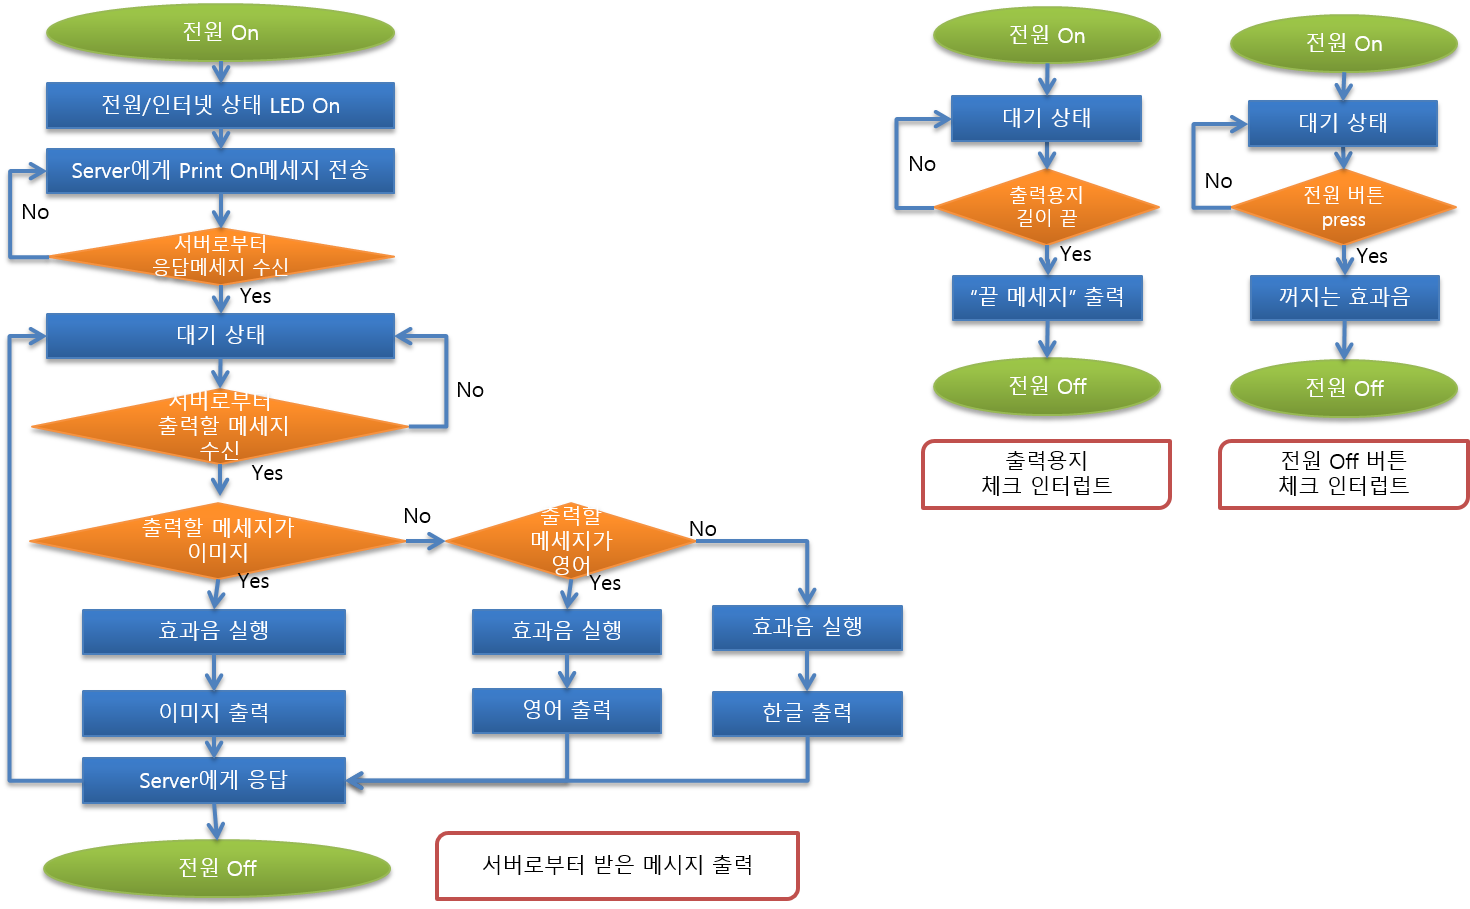 전원 On
전원/인터넷 상태 LED On
Server에게 Print On메세지 전송
No
서버로부터
응답메세지 수신
Yes
대기 상태
No
서버로부터
출력할 메세지
수신
Yes
출력할 메세지가
이미지
No
출력할
메세지가
영어
No
Yes
Yes
효과음 실행
효과음 실행
효과음 실행
이미지 출력
영어 출력
한글 출력
Server에게 응답
전원 Off
서버로부터 받은 메시지 출력
전원 On
대기 상태
No
출력용지
길이 끝
Yes
“끝 메세지” 출력
전원 Off
출력용지
체크 인터럽트
전원 On
대기 상태
No
전원 버튼
press
Yes
꺼지는 효과음
전원 Off
전원 Off 버튼
체크 인터럽트